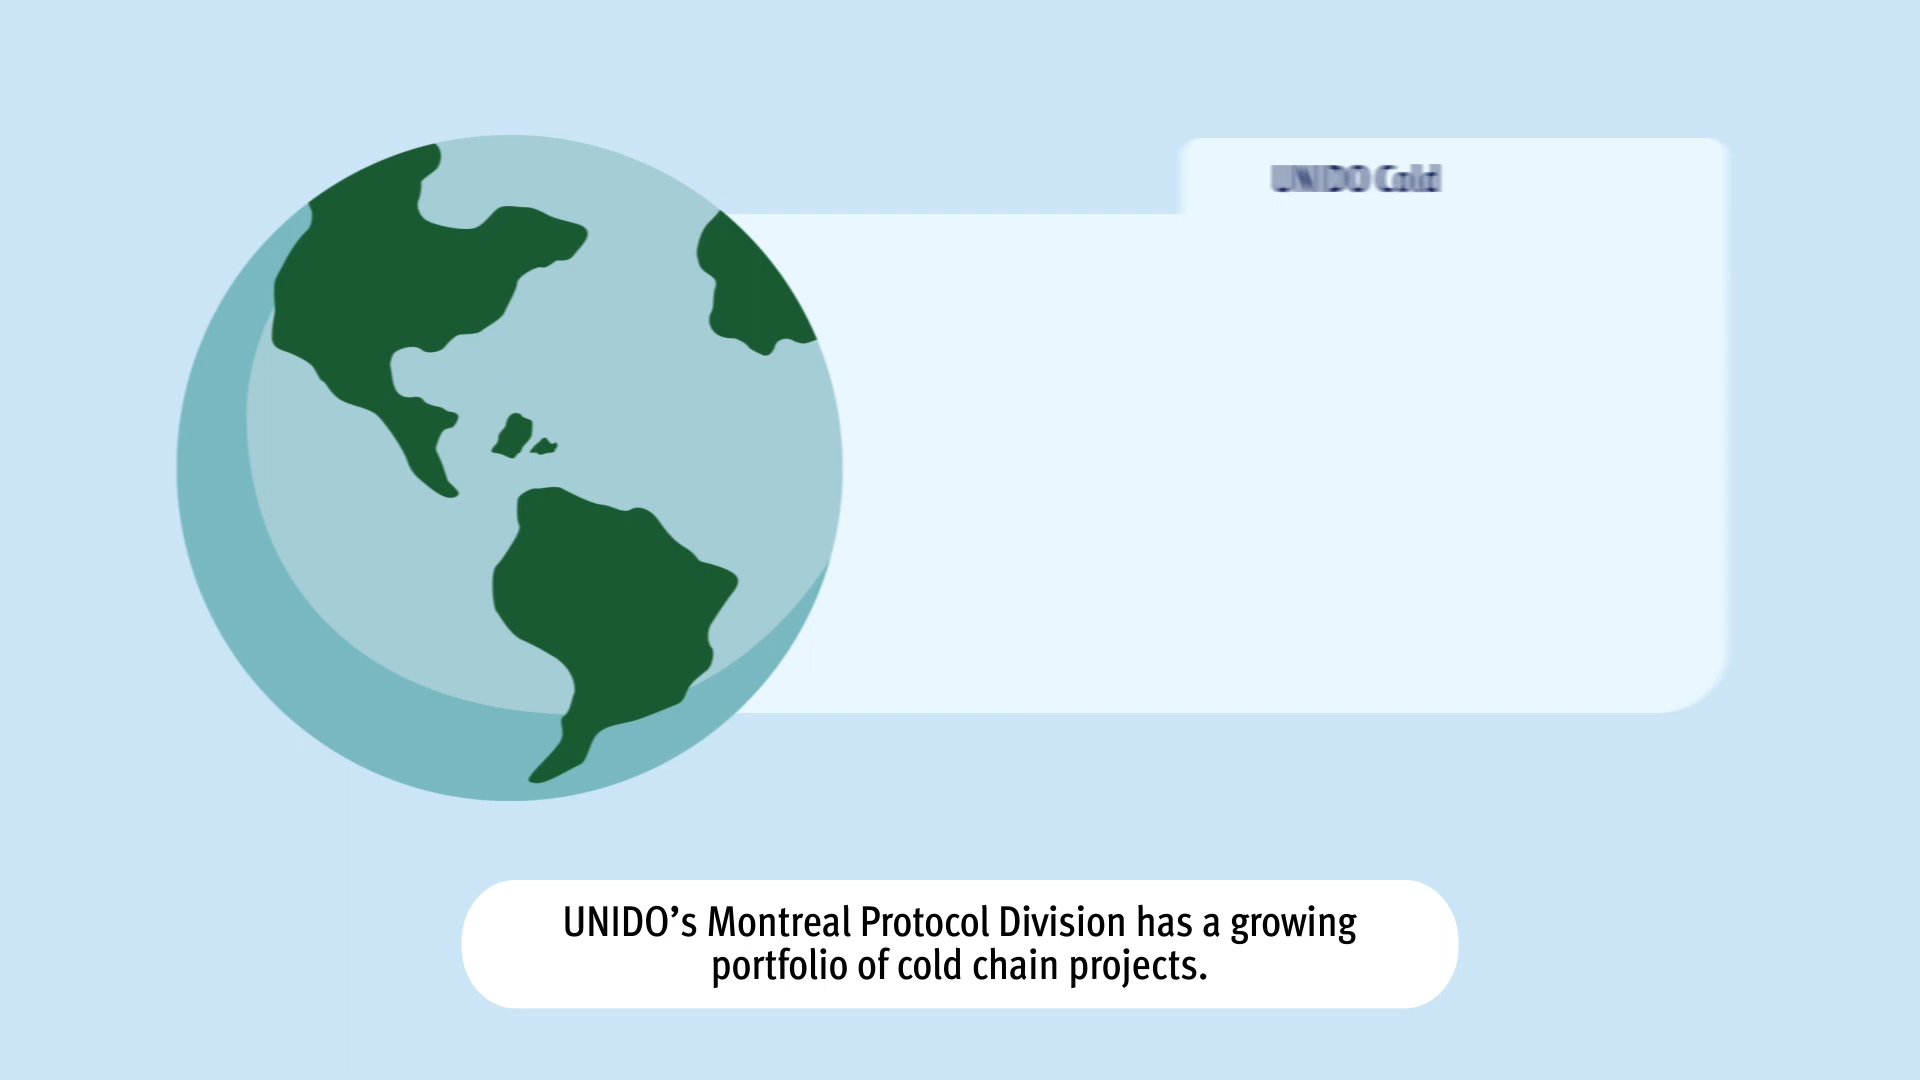 UNIDO Cold
UNIDO’s Montreal Protocol Division has a growing
portfolio of cold chain projects.